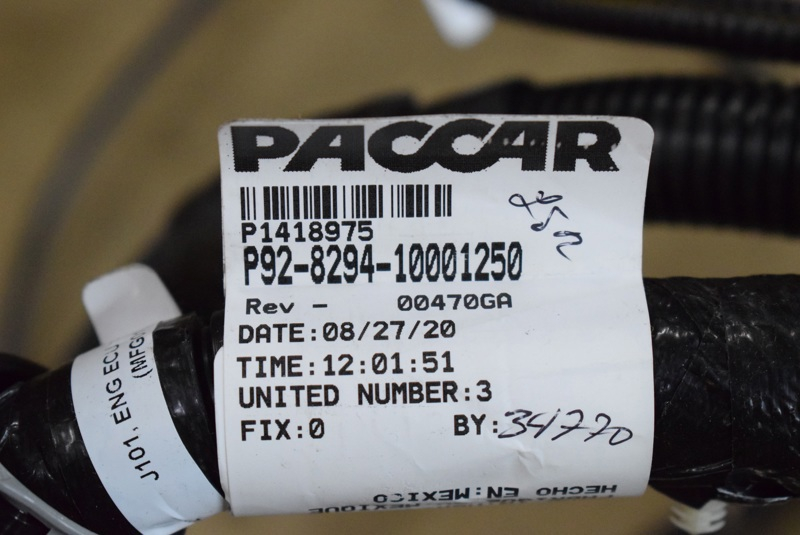 PACCAR
P1418975
P92-8294-10001250
Rev - 00470GA
DATE:08/27/20
TIME:12:01:51
UNITED NUMBER:3
FIX:0 BY:34770
HECHO EN:MEXICO
J101, ENG ECU
(MFG